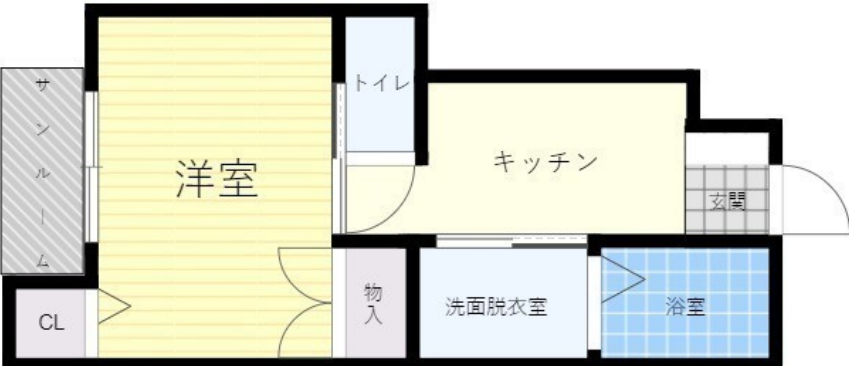 サンルーム
洋室
トイレ
キッチン
玄関
CL
物入
洗面脱衣室
浴室